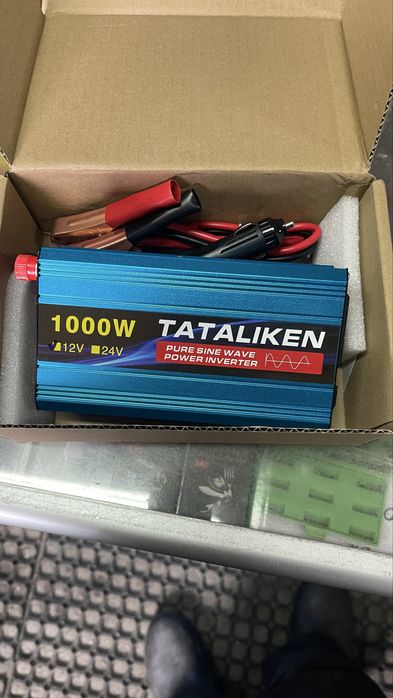 1000W
TATALIKEN
12V 24V
PURE SINE WAVE
POWER INVERTER